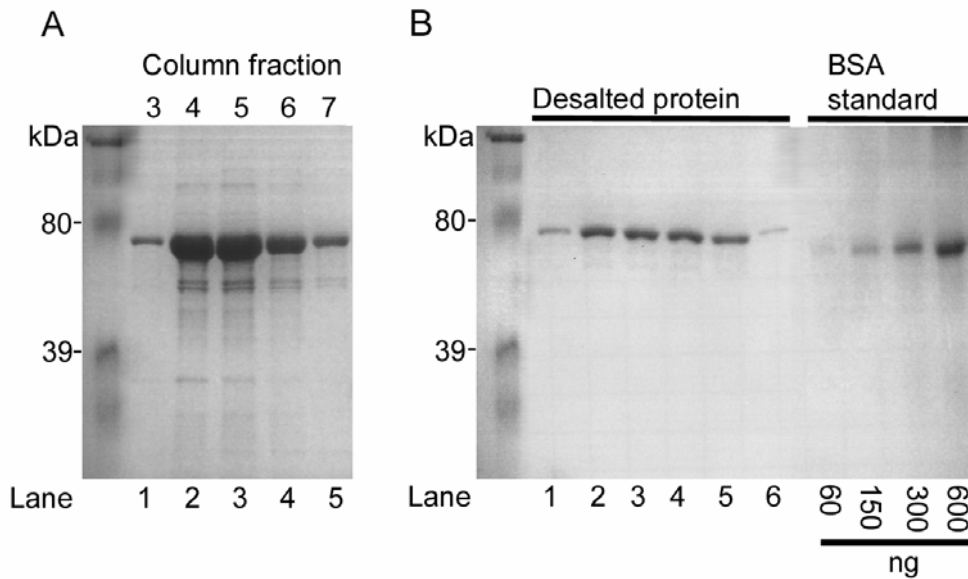 A
Column fraction
3 4 5 6 7
kDa
80-
39-
Lane 1 2 3 4 5
B
Desalted protein
BSA
standard
kDa
80-
39-
Lane 1 2 3 4 5 6 60 150 300 600
ng